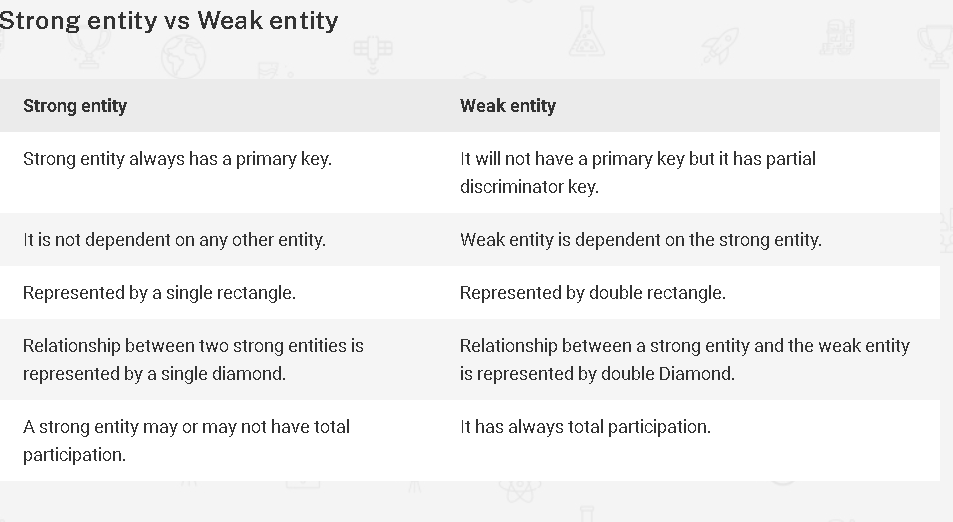 Strong entity vs Weak entity
Strong entity
Weak entity
Strong entity always has a primary key.
It will not have a primary key but it has partial
discriminator key.
It is not dependent on any other entity.
Weak entity is dependent on the strong entity.
Represented by a single rectangle.
Represented by double rectangle.
Relationship between two strong entities is
represented by a single diamond.
Relationship between a strong entity and the weak entity
is represented by double Diamond.
A strong entity may or may not have total
participation.
It has always total participation.